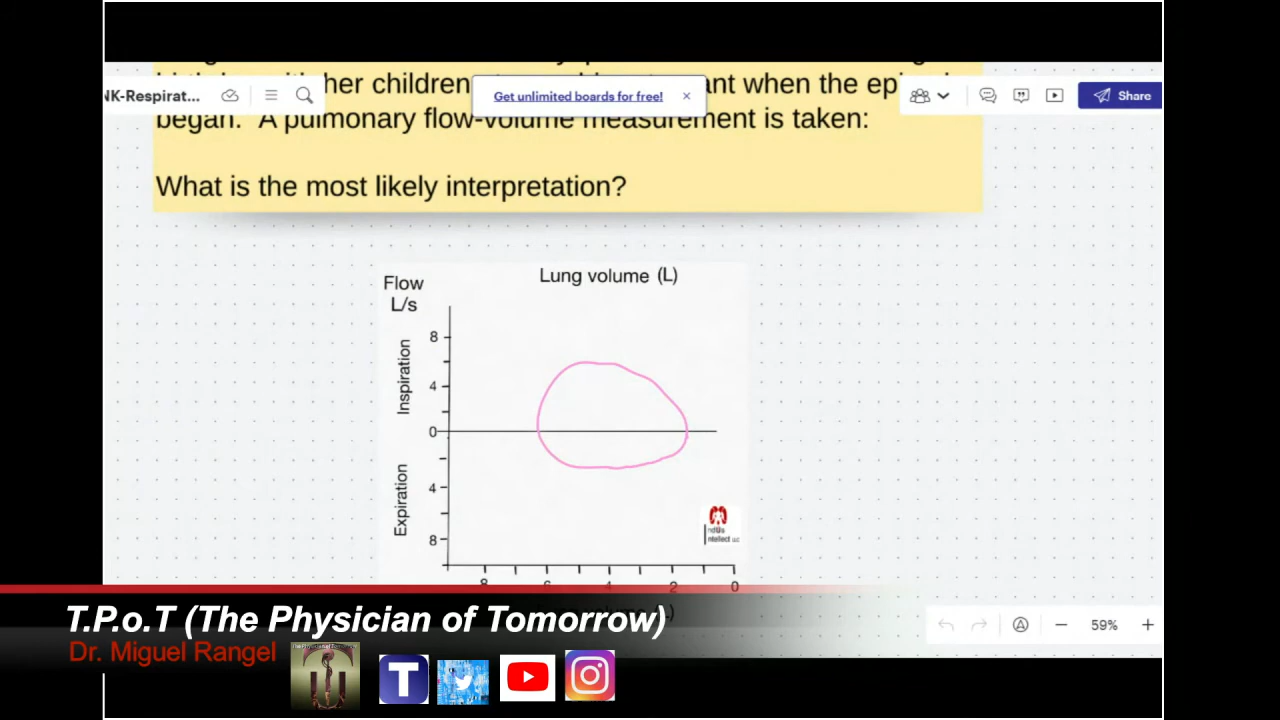 her children
ant when the
NK-Respirat...
Get unlimited boards for free!
×
Share
began. A pulmonary flow-volume measurement is taken:
What is the most likely interpretation?
Flow
L/s
Lung volume (L)
Inspiration
8
4
0
Expiration
4
8
8 6 4 2 0
T.P.o.T (The Physician of Tomorrow)
Dr. Miguel Rangel
T
59%